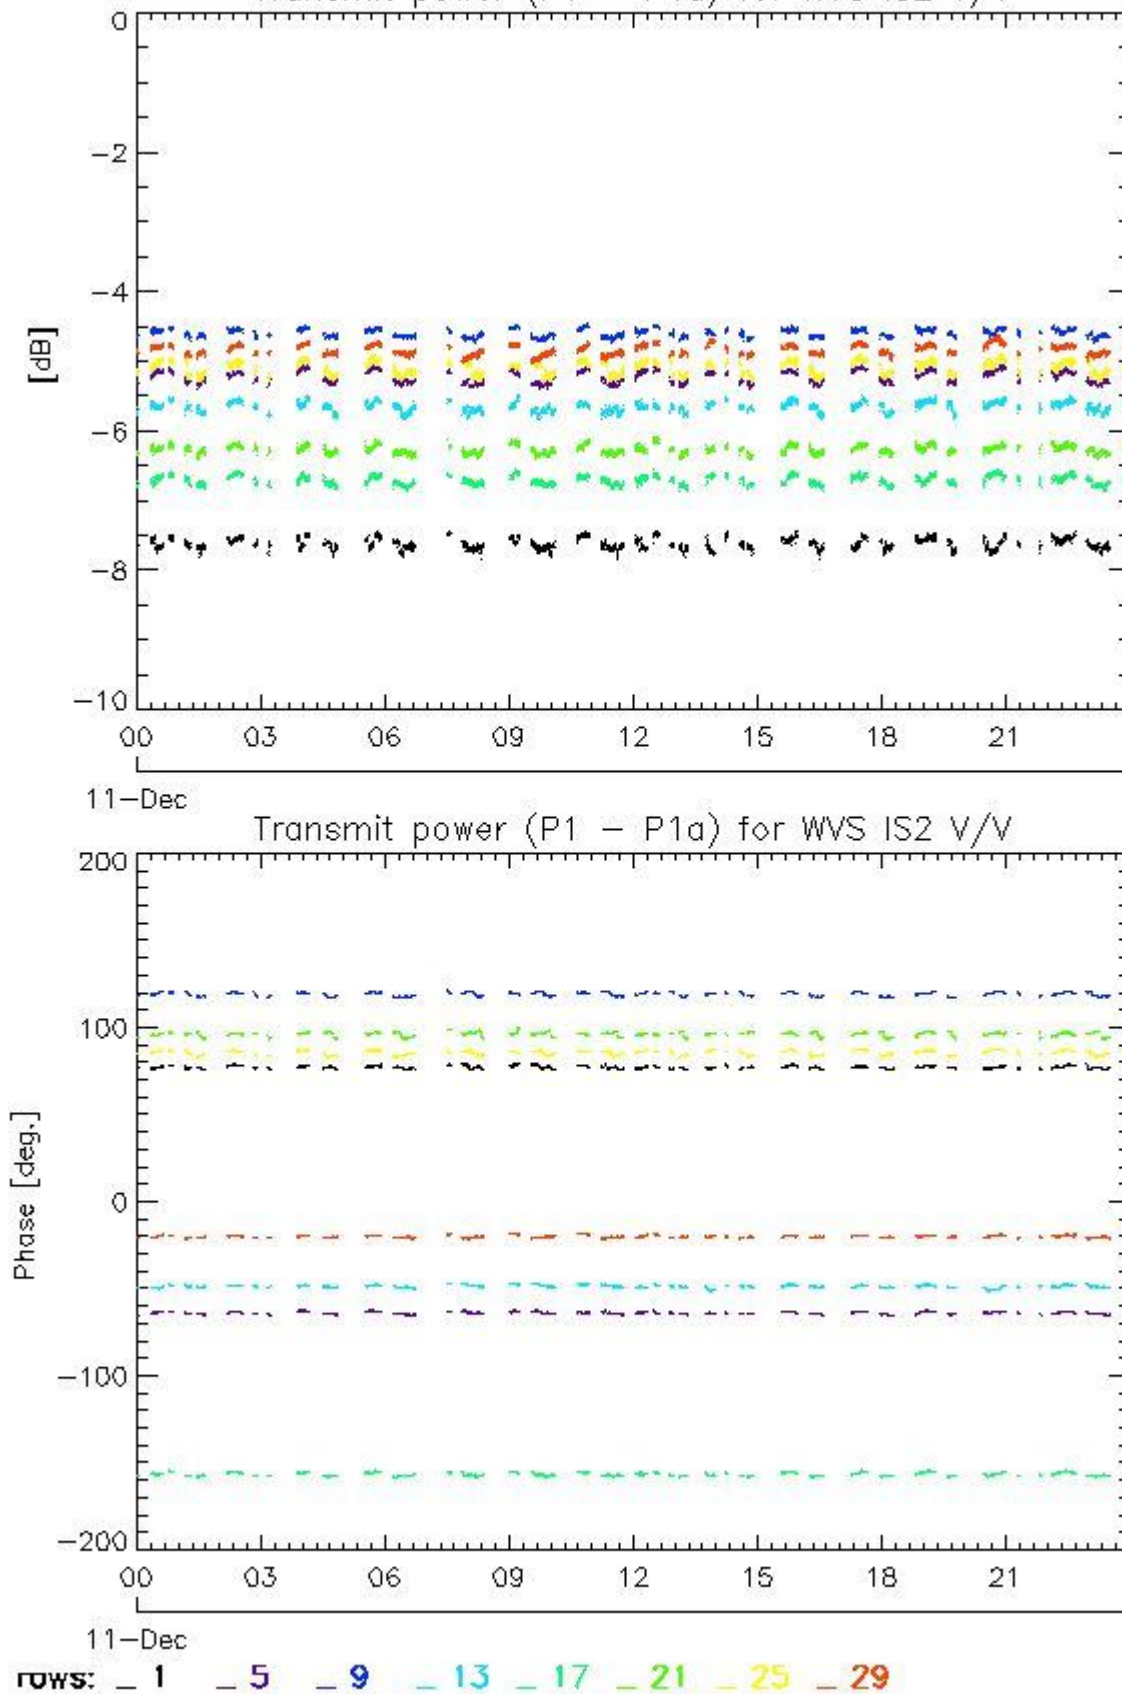 0
-2
-4
[dB]
-6
-8
-10
00 03 06 09 12 15 18 21
11-Dec
Transmit power (P1 - P1a) for WVS IS2 V/V
200
100
0
Phase [deg.]
-100
-200
00 03 06 09 12 15 18 21
11-Dec
rows: _ 1 _ 5 _ 9 _ 13 _ 17 _ 21 _ 25 _ 29